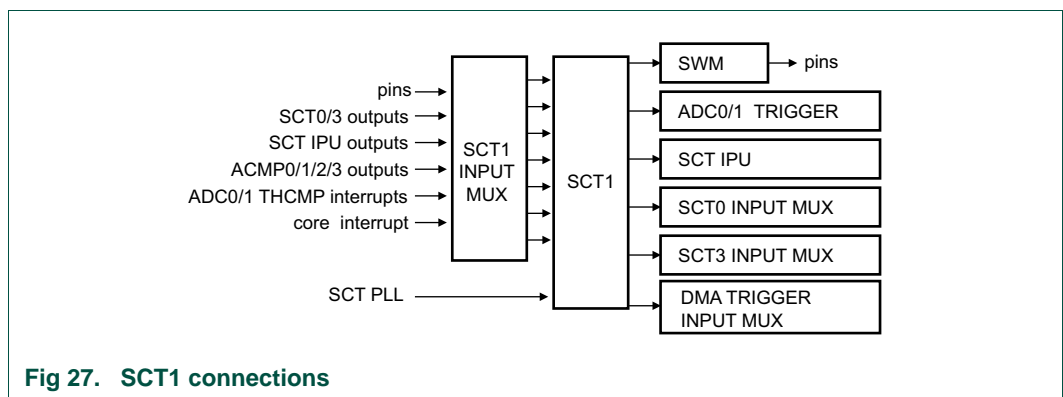 pins
SCT0/3 outputs
SCT IPU outputs
ACMP0/1/2/3 outputs
ADC0/1 THCMP interrupts
core interrupt
SCT PLL
SCT1
INPUT
MUX
SCT1
SWM
pins
ADC0/1 TRIGGER
SCT IPU
SCT0 INPUT MUX
SCT3 INPUT MUX
DMA TRIGGER
INPUT MUX
Fig 27. SCT1 connections